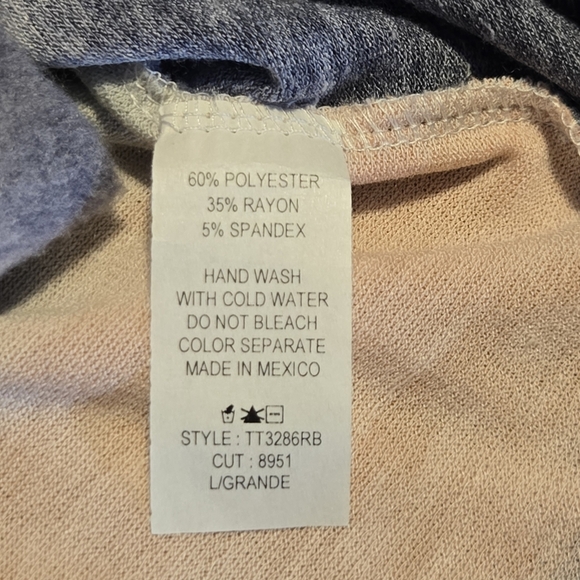 60% POLYESTER
35% RAYON
5% SPANDEX
HAND WASH
WITH COLD WATER
DO NOT BLEACH
COLOR SEPARATE
MADE IN MEXICO
STYLE : TT3286RB
CUT : 8951
L/GRANDE